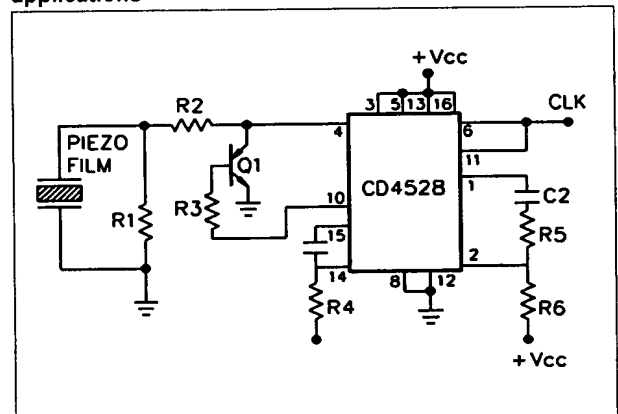 applications
+Vcc
3 5 13 16
R2
4
6
CLK
PIEZO
FILM
Q1
11
CD4528
1
C2
R3
10
R1
15
R5
14
2
8 12
R4
R6
+Vcc